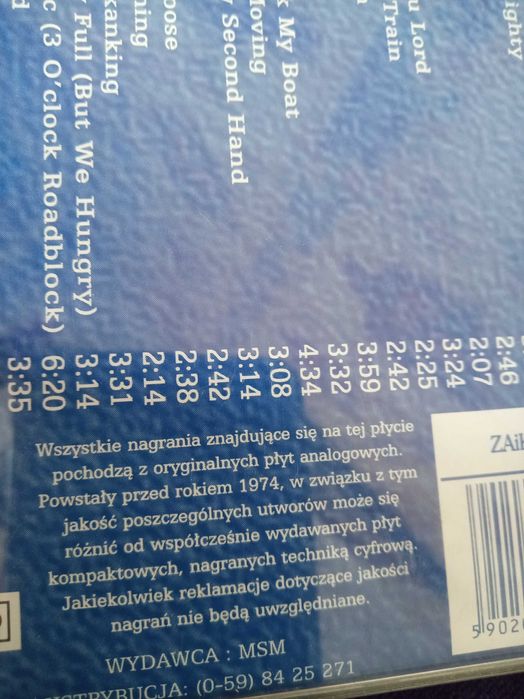 ighty 2:46
2:07
3:24
u Lord 2:25
Train 2:42
3:59
3:32
4:34
k My Boat 3:08
Moving 3:14
y Second Hand 2:42
oose 2:38
ning 2:14
kanking 3:31
y Full (But We Hungry) 3:14
c (3 O'clock Roadblock) 6:20
d 3:35
Wszystkie nagrania znajdujące się na tej płycie
pochodzą z oryginalnych płyt analogowych.
Powstały przed rokiem 1974, w związku z tym
jakość poszczególnych utworów może się
różnić od współcześnie wydawanych płyt
kompaktowych, nagranych techniką cyfrową.
Jakiekolwiek reklamacje dotyczące jakości
nagrań nie będą uwzględniane.
WYDAWCA : MSM
DYSTRYBUCJA: (0-59) 84 25 271
ZAiK
5902